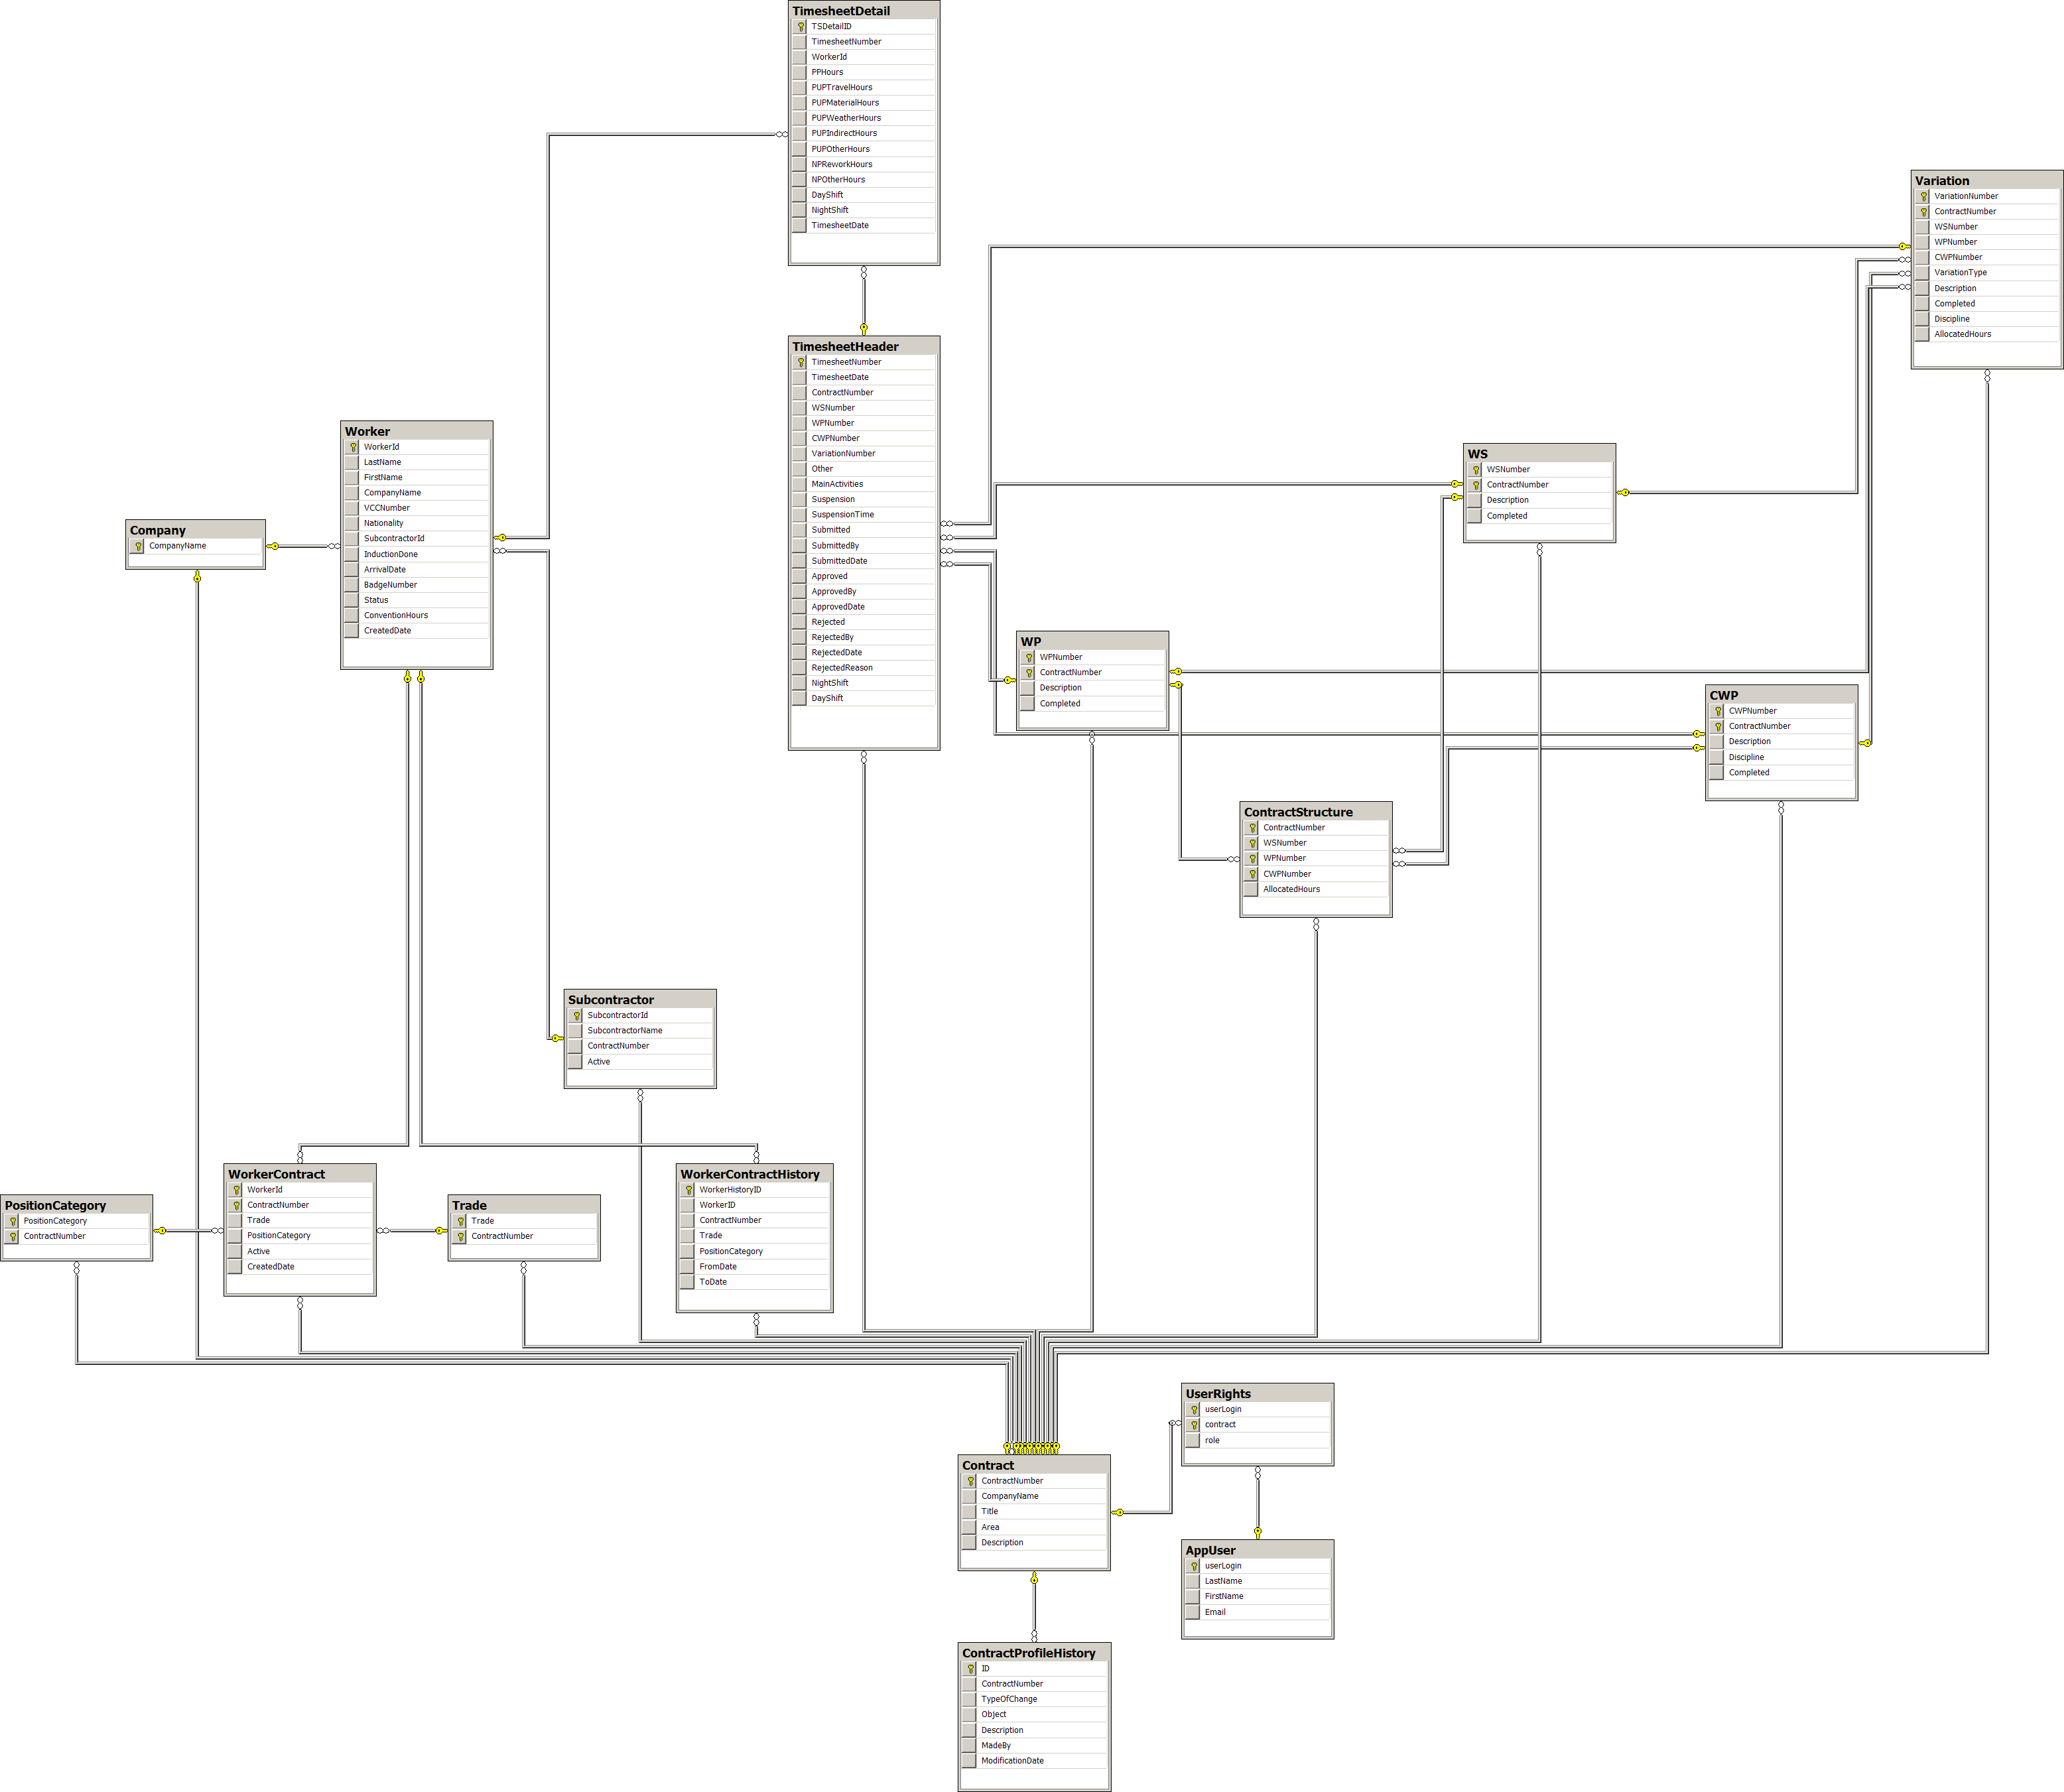 TimesheetDetail
TSDetailID
TimesheetNumber
WorkerId
PPHours
PUPTravelHours
PUPMaterialHours
PUPWeatherHours
PUPIndirectHours
PUPOtherHours
NPReworkHours
NPOtherHours
DayShift
NightShift
TimesheetDate
Variation
VariationNumber
ContractNumber
WSNumber
WPNumber
CWPNumber
VariationType
Description
Completed
Discipline
AllocatedHours
TimesheetHeader
TimesheetNumber
TimesheetDate
ContractNumber
WSNumber
WPNumber
CWPNumber
VariationNumber
Other
MainActivities
Suspension
SuspensionTime
Submitted
SubmittedBy
SubmittedDate
Approved
ApprovedBy
ApprovedDate
Rejected
RejectedBy
RejectedDate
RejectedReason
NightShift
DayShift
Worker
WorkerId
LastName
FirstName
CompanyName
VCCNumber
Nationality
SubcontractorId
InductionDone
ArrivalDate
BadgeNumber
Status
ConventionHours
CreatedDate
WS
WSNumber
ContractNumber
Description
Completed
Company
CompanyName
WP
WPNumber
ContractNumber
Description
Completed
CWP
CWPNumber
ContractNumber
Description
Discipline
Completed
ContractStructure
ContractNumber
WSNumber
WPNumber
CWPNumber
AllocatedHours
Subcontractor
SubcontractorId
SubcontractorName
ContractNumber
Active
WorkerContract
WorkerId
ContractNumber
Trade
PositionCategory
Active
CreatedDate
WorkerContractHistory
WorkerHistoryID
WorkerID
ContractNumber
Trade
PositionCategory
FromDate
ToDate
PositionCategory
PositionCategory
ContractNumber
Trade
Trade
ContractNumber
UserRights
userLogin
contract
role
Contract
ContractNumber
CompanyName
Title
Area
Description
AppUser
userLogin
LastName
FirstName
Email
ContractProfileHistory
ID
ContractNumber
TypeOfChange
Object
Description
MadeBy
ModificationDate